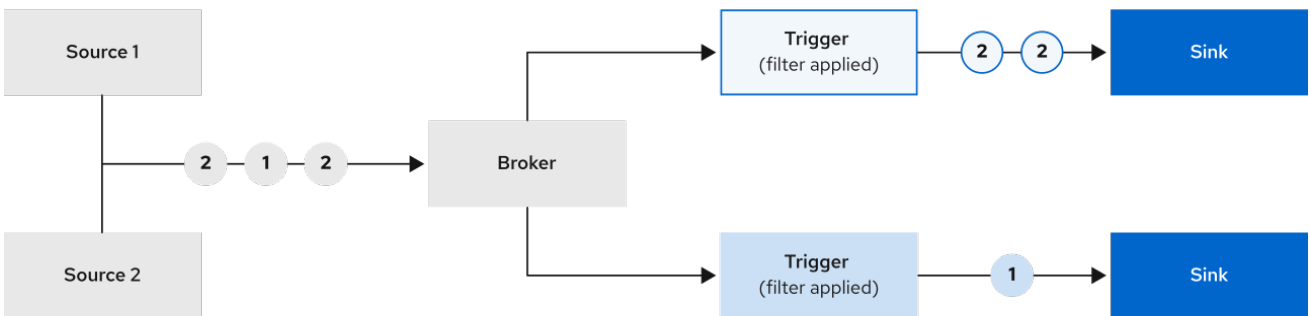 Source 1
Trigger
(filter applied)
2 2
Sink
2 1 2
Broker
Source 2
Trigger
(filter applied)
1
Sink